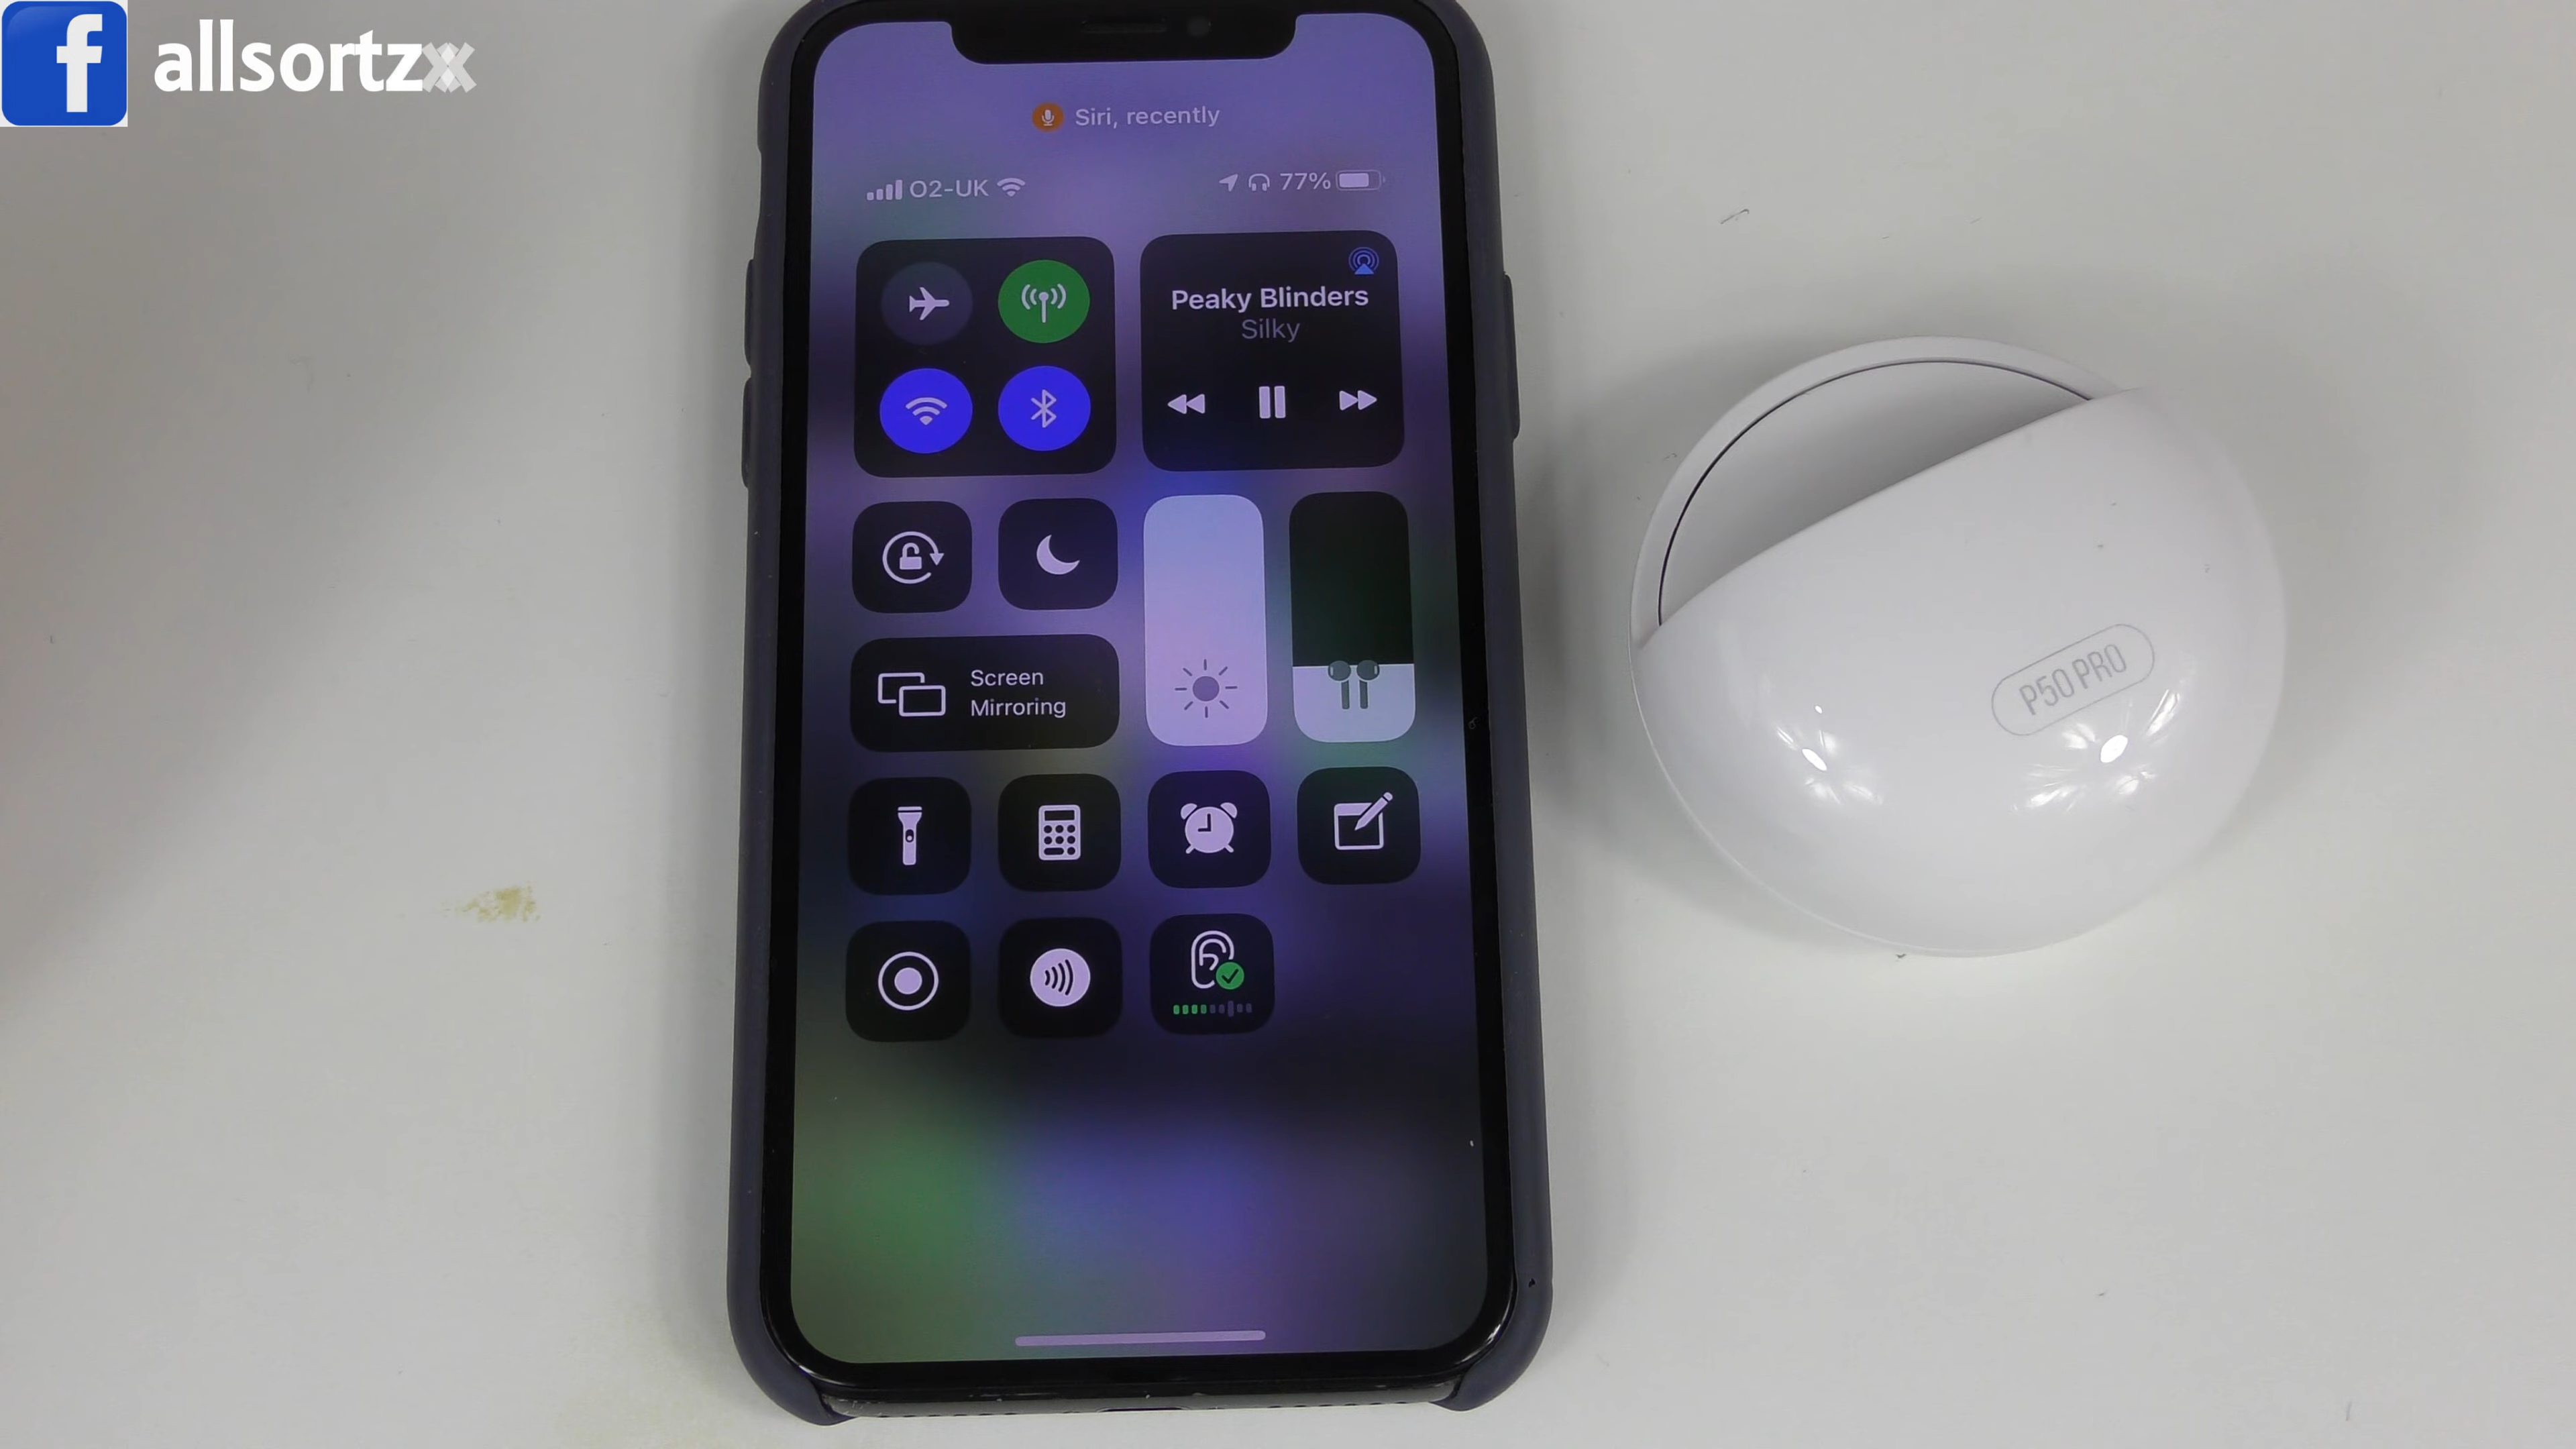 f allsortzx
Siri, recently
O2-UK
77%
Peaky Blinders
Silky
Screen
Mirroring
P50 PRO